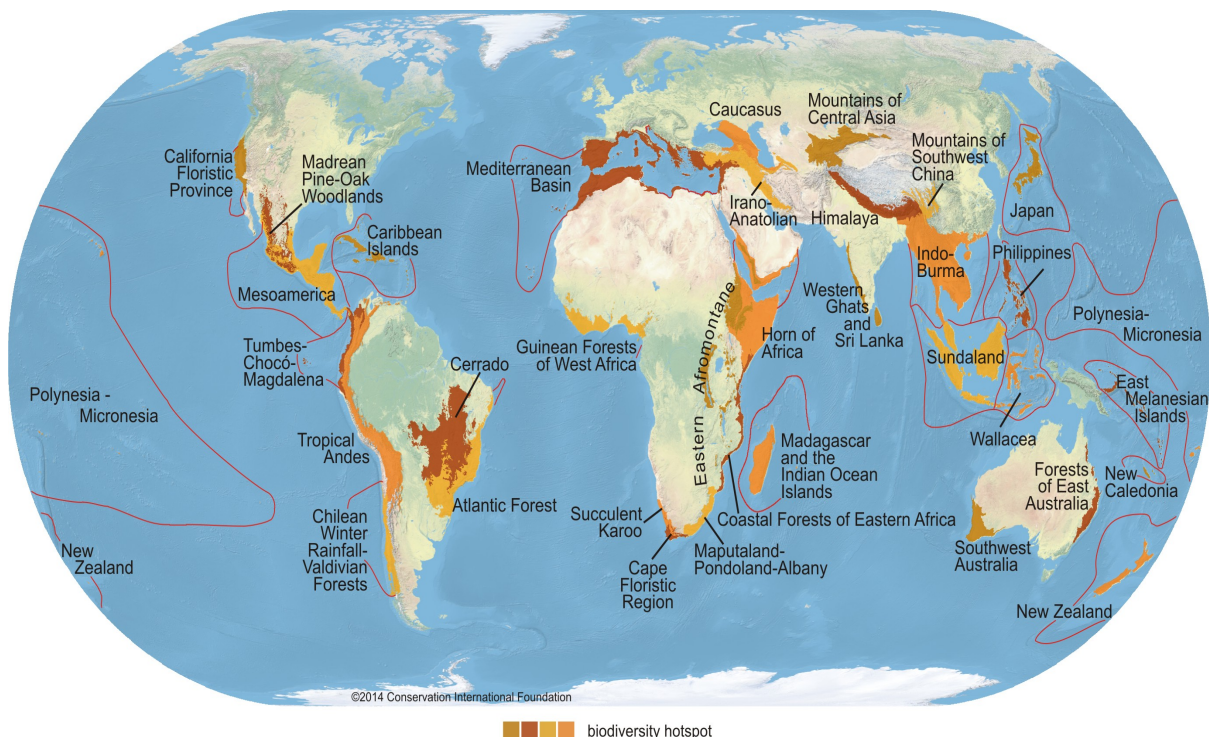 California
Floristic
Province
Madrean
Pine-Oak
Woodlands
Caribbean
Islands
Mesoamerica
Tumbes-
Chocó-
Magdalena
Cerrado
Polynesia -
Micronesia
Tropical
Andes
Atlantic Forest
Chilean
Winter
Rainfall-
Valdivian
Forests
New
Zealand
Mediterranean
Basin
Caucasus
Mountains of
Central Asia
Mountains of
Southwest
China
Irano-
Anatolian
Himalaya
Japan
Indo-
Burma
Philippines
Western
Ghats
and
Sri Lanka
Polynesia-
Micronesia
Guinean Forests
of West Africa
Eastern Afromontane
Horn of
Africa
Sundaland
East
Melanesian
Islands
Wallacea
Madagascar
and the
Indian Ocean
Islands
Forests
of East
Australia
New
Caledonia
Succulent
Karoo
Coastal Forests of Eastern Africa
Maputaland-
Pondoland-Albany
Cape
Floristic
Region
Southwest
Australia
New Zealand
©2014 Conservation International Foundation
biodiversity hotspot